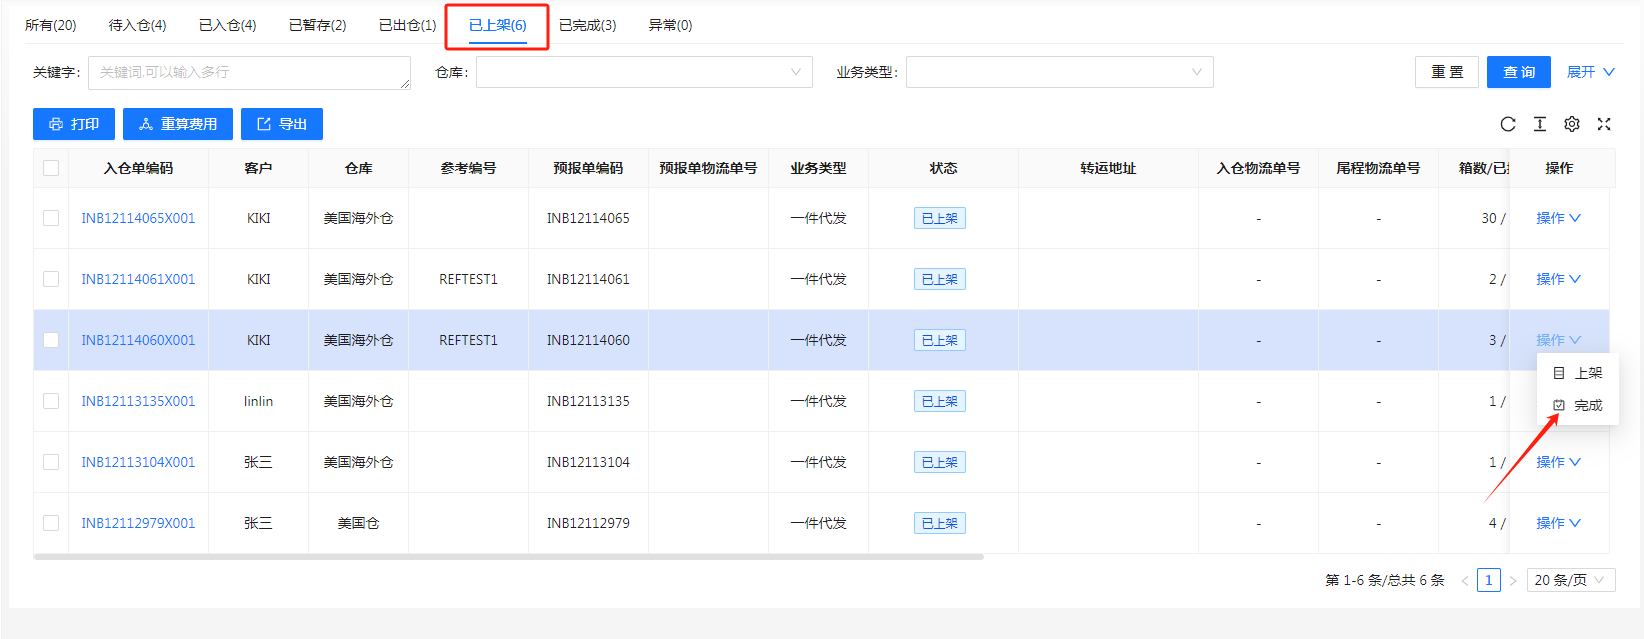 所有(20) 待入仓(4) 已入仓(4) 已暂存(2) 已出仓(1) 已上架(6) 已完成(3) 异常(0)
关键字: 关键词,可以输入多行 仓库: 业务类型: 重 置 查 询 展开
打印 重算费用 导出
入仓单编码 客户 仓库 参考编号 预报单编码 预报单物流单号 业务类型 状态 转运地址 入仓物流单号 尾程物流单号 箱数/已 操作
INB12114065X001 KIKI 美国海外仓 INB12114065 一件代发 已上架 - - 30 / 操作
INB12114061X001 KIKI 美国海外仓 REFTEST1 INB12114061 一件代发 已上架 - - 2 / 操作
INB12114060X001 KIKI 美国海外仓 REFTEST1 INB12114060 一件代发 已上架 - - 3 / 操作
上架
INB12113135X001 linlin 美国海外仓 INB12113135 一件代发 已上架 - - 1 /
完成
INB12113104X001 张三 美国海外仓 INB12113104 一件代发 已上架 - - 1 / 操作
INB12112979X001 张三 美国仓 INB12112979 一件代发 已上架 - - 4 / 操作
第 1-6 条/总共 6 条 < 1 > 20 条/页